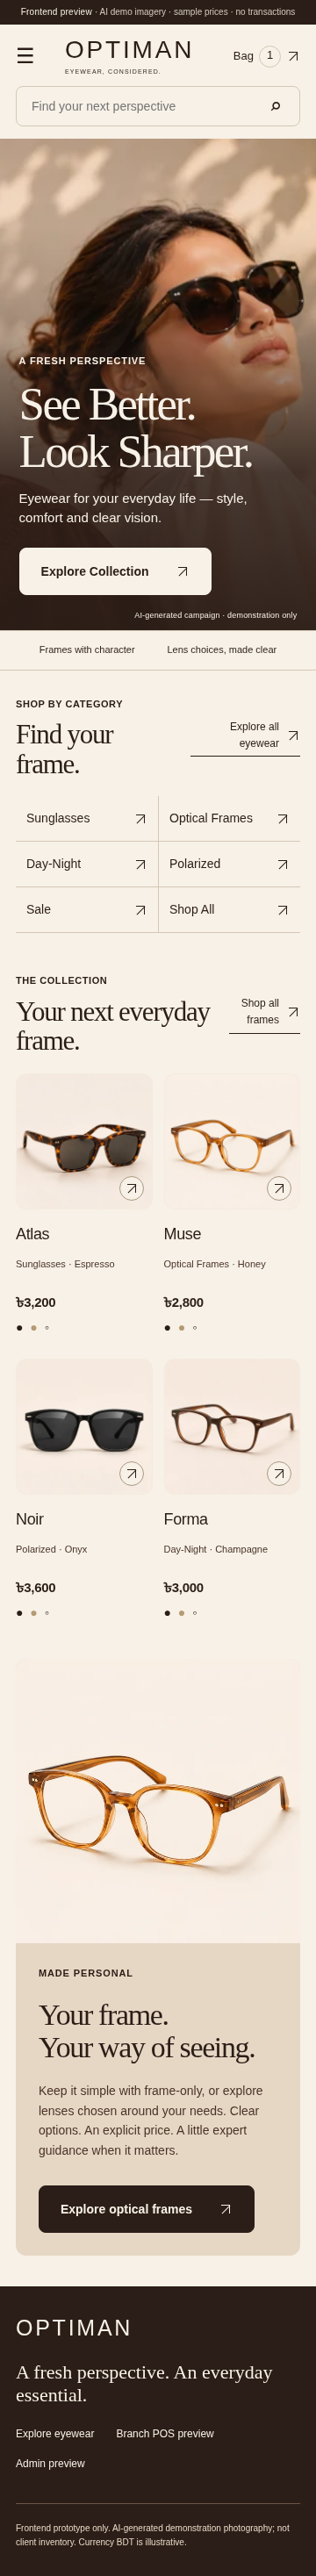 Frontend preview · AI demo imagery · sample prices · no transactions
OPTIMAN
EYEWEAR, CONSIDERED.
Bag 1
Find your next perspective
A FRESH PERSPECTIVE
See Better.
Look Sharper.
Eyewear for your everyday life — style,
comfort and clear vision.
Explore Collection
AI-generated campaign · demonstration only
Frames with character
Lens choices, made clear
SHOP BY CATEGORY
Find your
frame.
Explore all
eyewear
Sunglasses
Optical Frames
Day-Night
Polarized
Sale
Shop All
THE COLLECTION
Your next everyday
frame.
Shop all
frames
Atlas
Sunglasses · Espresso
৳3,200
Muse
Optical Frames · Honey
৳2,800
Noir
Polarized · Onyx
৳3,600
Forma
Day-Night · Champagne
৳3,000
MADE PERSONAL
Your frame.
Your way of seeing.
Keep it simple with frame-only, or explore
lenses chosen around your needs. Clear
options. An explicit price. A little expert
guidance when it matters.
Explore optical frames
OPTIMAN
A fresh perspective. An everyday
essential.
Explore eyewear
Branch POS preview
Admin preview
Frontend prototype only. AI-generated demonstration photography; not
client inventory. Currency BDT is illustrative.